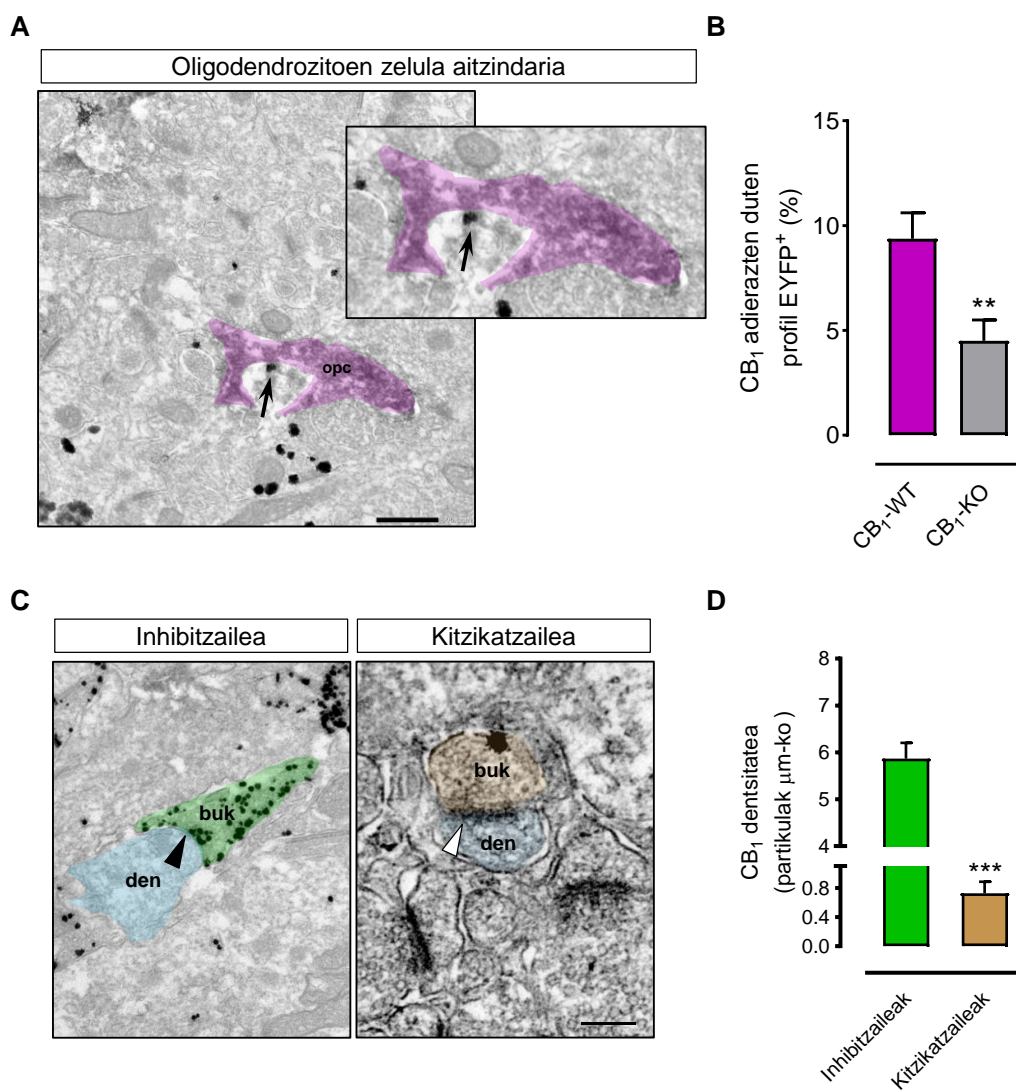 A
Oligodendrozitoen zelula aitzindaria
opc
B
CB₁ adierazten duten
profil EYFP⁺ (%)
15
10
5
0
**
CB₁-WT
CB₁-KO
C
Inhibitzailea
Kitzikatzailea
buk
den
buk
den
D
CB₁ dentsitatea
(partikulak µm-ko )
8
7
6
5
4
0.8
0.4
0.0
***
Inhibitzaileak
Kitzikatzaileak